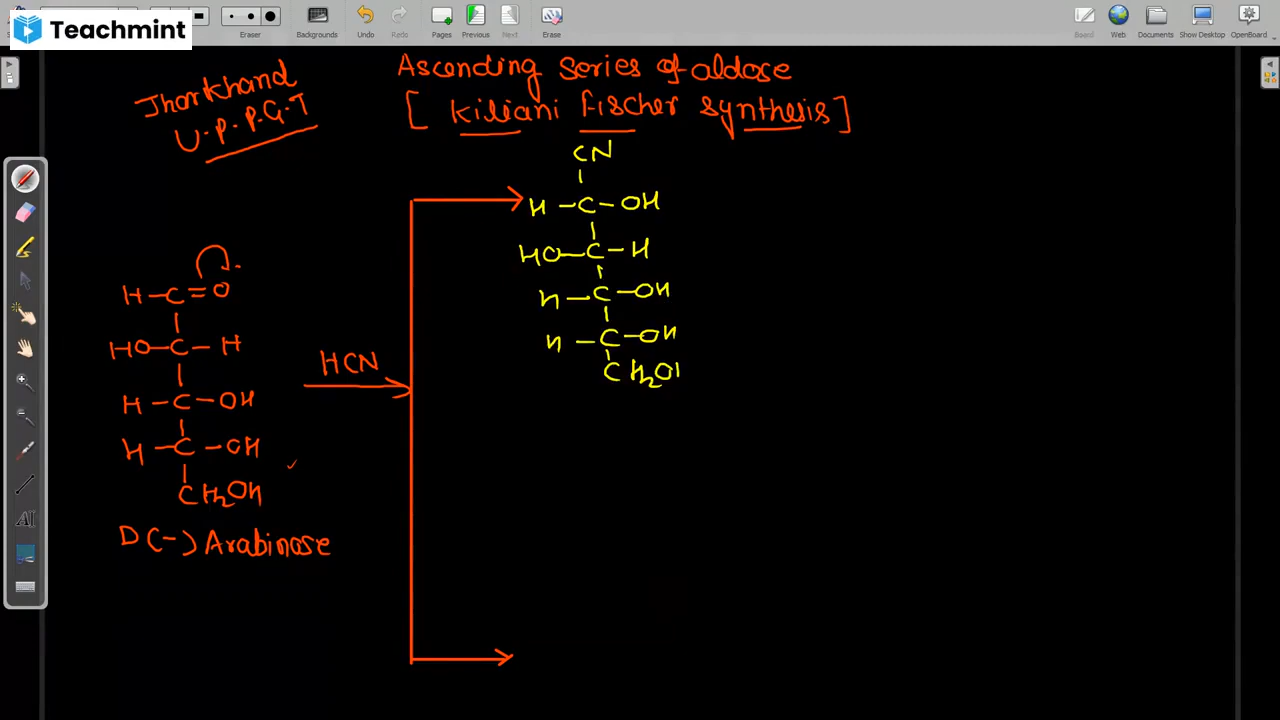 Teachmint
Eraser
Backgrounds
Undo
Pages
Previous
Next
Erase
Board
Web
Documents
Show Desktop
OpenBoard
Jharkhand
U.P.P.G.T
Ascending series of aldose
[Kiliani Fischer synthesis]
CN
H-C-OH
HO-C-H
H-C-OH
H-C-OH
CH2OH
H-C=O
HO-C-H
H-C-OH
H-C-OH
CH2OH
D(-) Arabinose
HCN